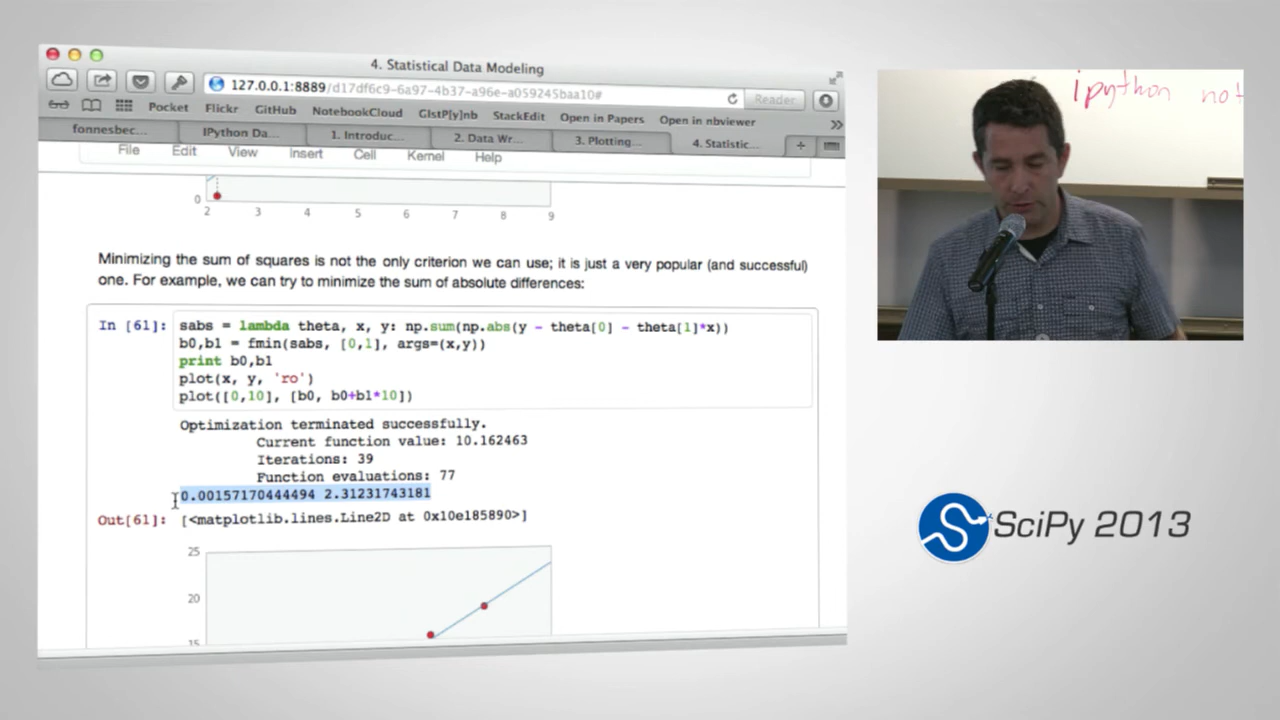 4. Statistical Data Modeling
127.0.0.1:8889/d17df6c9-6a97-4b37-a96e-a059245baa10#
Reader
Pocket Flickr GitHub NotebookCloud GIstP[y]nb StackEdit Open in Papers Open in nbviewer »
fonnesbec... IPython Da... 1. Introduc... 2. Data Wr... 3. Plotting... 4. Statistic... +
File Edit View Insert Cell Kernel Help
0
2 3 4 5 6 7 8 9
Minimizing the sum of squares is not the only criterion we can use; it is just a very popular (and successful)
one. For example, we can try to minimize the sum of absolute differences:
In [61]: sabs = lambda theta, x, y: np.sum(np.abs(y - theta[0] - theta[1]*x))
b0,b1 = fmin(sabs, [0,1], args=(x,y))
print b0,b1
plot(x, y, 'ro')
plot([0,10], [b0, b0+b1*10])
Optimization terminated successfully.
Current function value: 10.162463
Iterations: 39
Function evaluations: 77
0.00157170444494 2.31231743181
Out[61]: [<matplotlib.lines.Line2D at 0x10e185890>]
25
20
15
ipython not
SciPy 2013